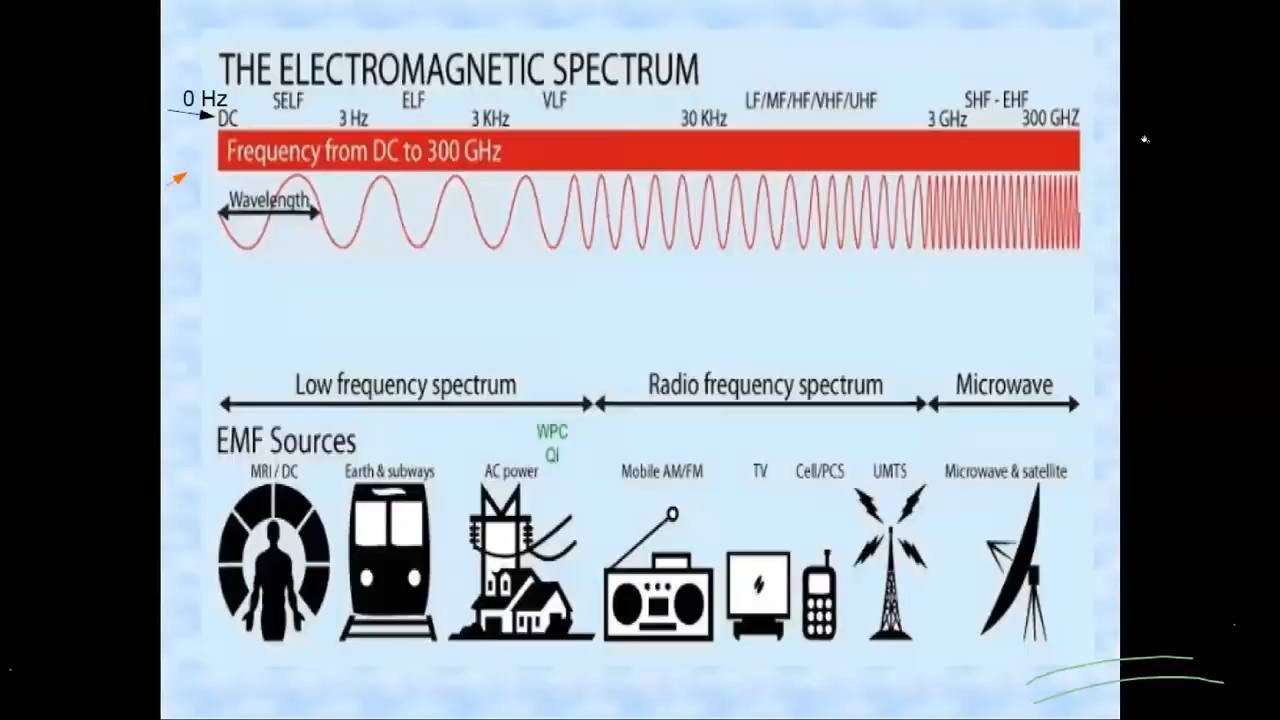 THE ELECTROMAGNETIC SPECTRUM
0 Hz SELF ELF VLF LF/MF/HF/VHF/UHF SHF - EHF
DC 3 Hz 3 KHz 30 KHz 3 GHz 300 GHZ
Frequency from DC to 300 GHz
Wavelength
Low frequency spectrum Radio frequency spectrum Microwave
WPC
EMF Sources
Qi
MRI / DC Earth & subways AC power Mobile AM/FM TV Cell/PCS UMTS Microwave & satellite